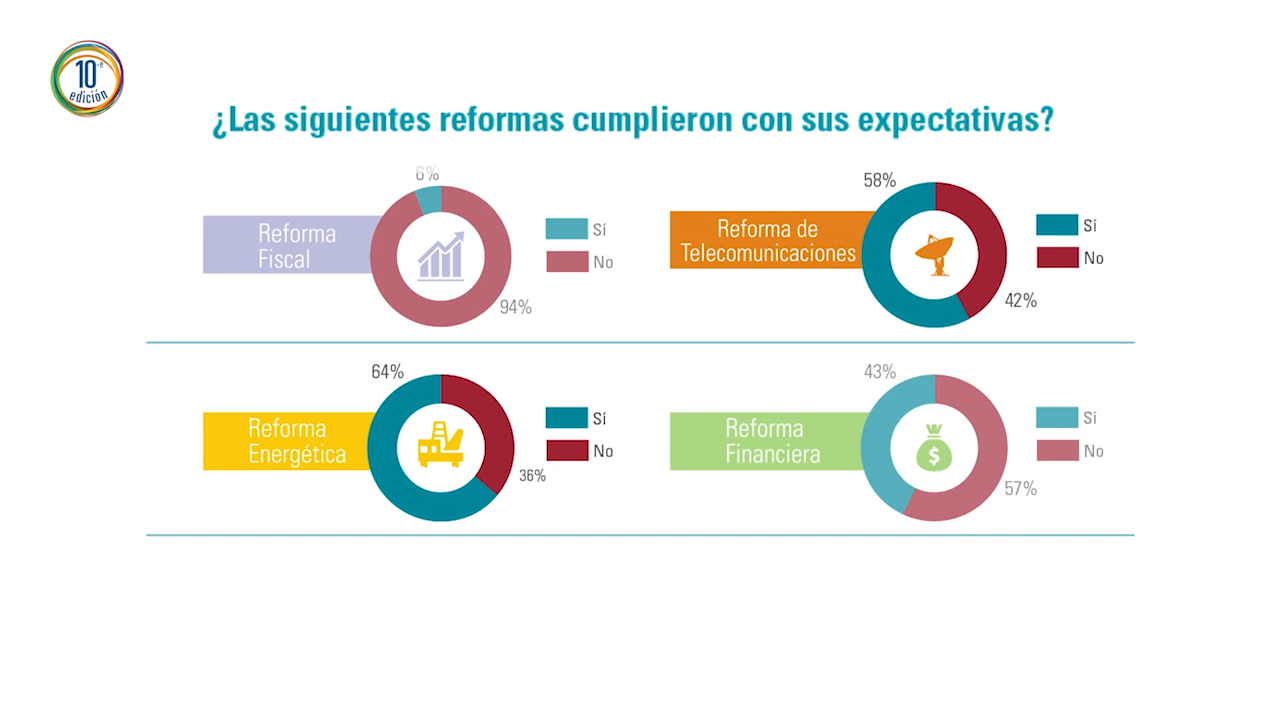 10.ª
edición
¿Las siguientes reformas cumplieron con sus expectativas?
6%
Reforma
Fiscal
Sí
No
94%
58%
Reforma de
Telecomunicaciones
Sí
No
42%
64%
Reforma
Energética
Sí
No
36%
43%
Reforma
Financiera
$
Sí
No
57%